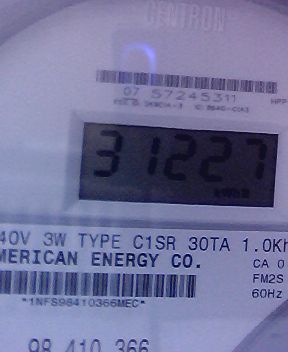 CENTRON
07 57245311
31227
kWh
40V 3W TYPE C1SR 30TA 1.0Kh
MERICAN ENERGY CO.
CA 0
FM2S
60Hz
*1NFS98410366MEC*
98 410 366